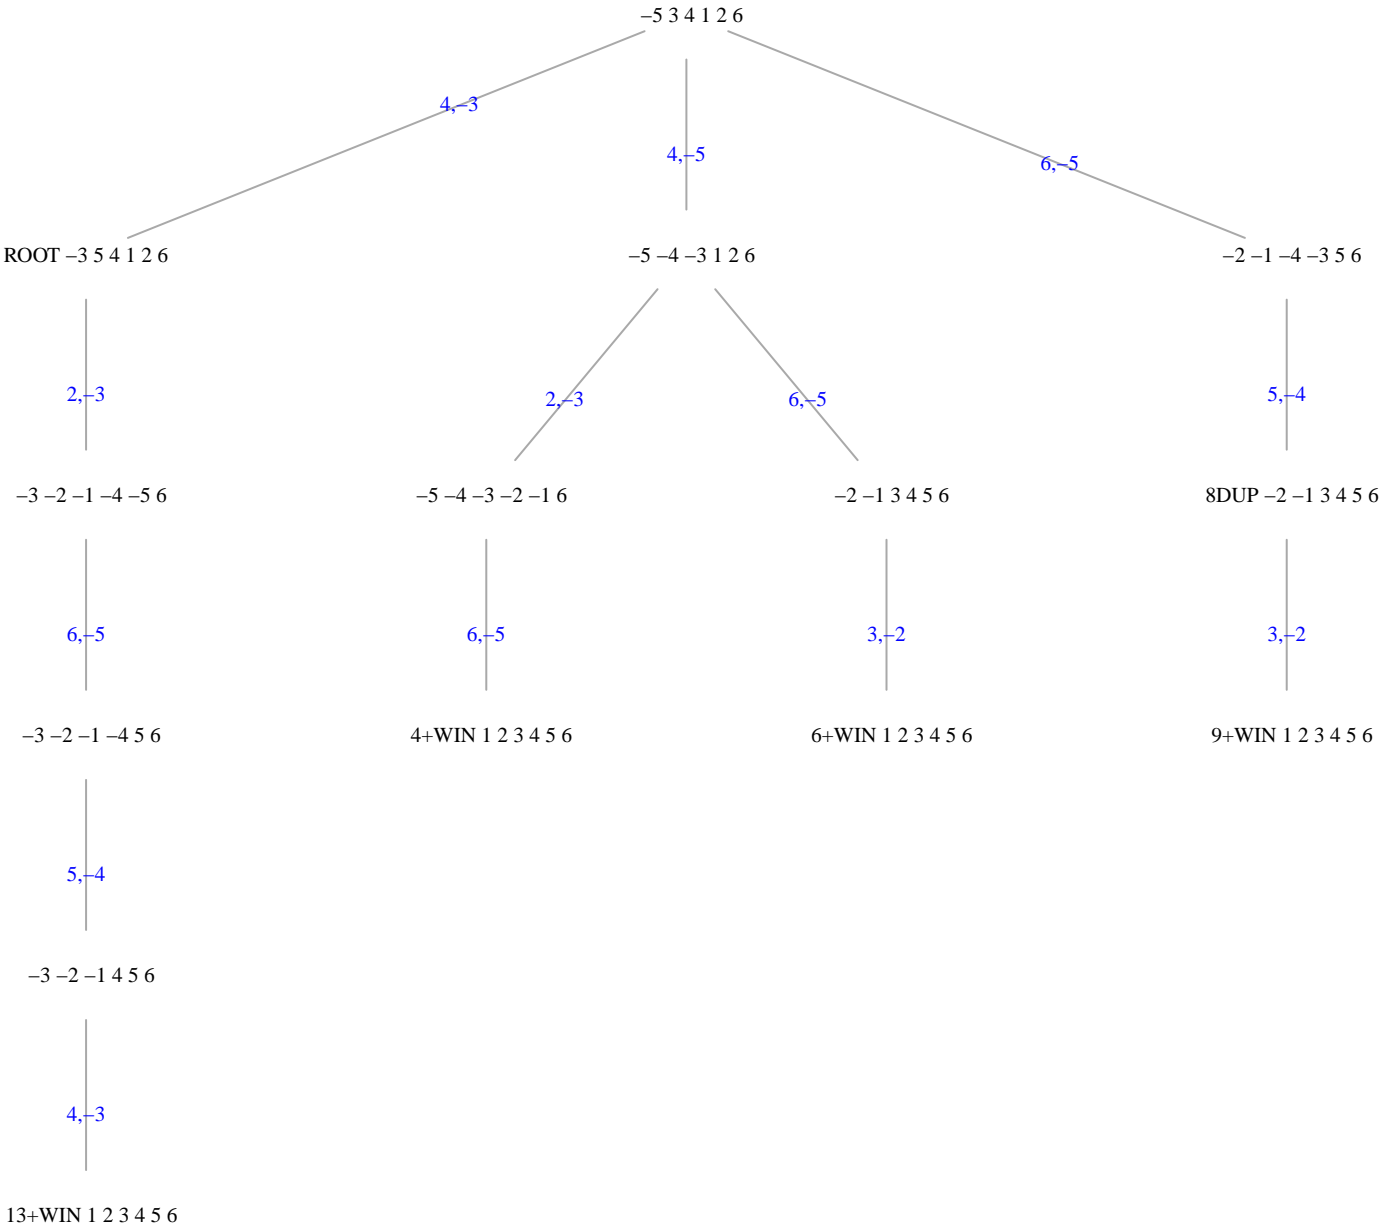 –5 3 4 1 2 6
4,–3
4,–5
6,–5
ROOT –3 5 4 1 2 6
–5 –4 –3 1 2 6
–2 –1 –4 –3 5 6
2,–3
2,–3
6,–5
5,–4
–3 –2 –1 –4 –5 6
–5 –4 –3 –2 –1 6
–2 –1 3 4 5 6
8DUP –2 –1 3 4 5 6
6,–5
6,–5
3,–2
3,–2
–3 –2 –1 –4 5 6
4+WIN 1 2 3 4 5 6
6+WIN 1 2 3 4 5 6
9+WIN 1 2 3 4 5 6
5,–4
–3 –2 –1 4 5 6
4,–3
13+WIN 1 2 3 4 5 6